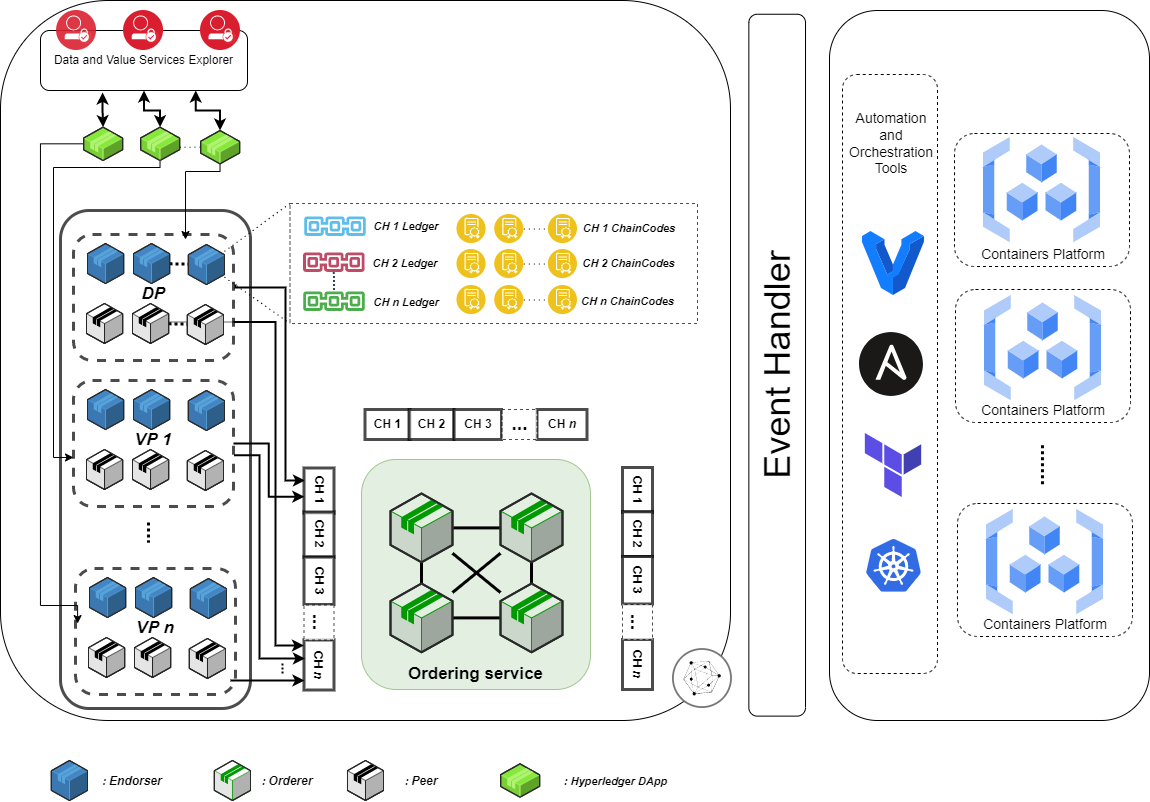 Data and Value Services Explorer
CH 1 Ledger
CH 1 ChainCodes
CH 2 Ledger
CH 2 ChainCodes
CH n Ledger
CH n ChainCodes
DP
VP 1
VP n
CH 1
CH 2
CH 3
...
CH n
CH 1
CH 2
CH 3
...
CH n
Ordering service
CH 1
CH 2
CH 3
...
CH n
Event Handler
Automation
and
Orchestration
Tools
Containers Platform
Containers Platform
Containers Platform
: Endorser
: Orderer
: Peer
: Hyperledger DApp